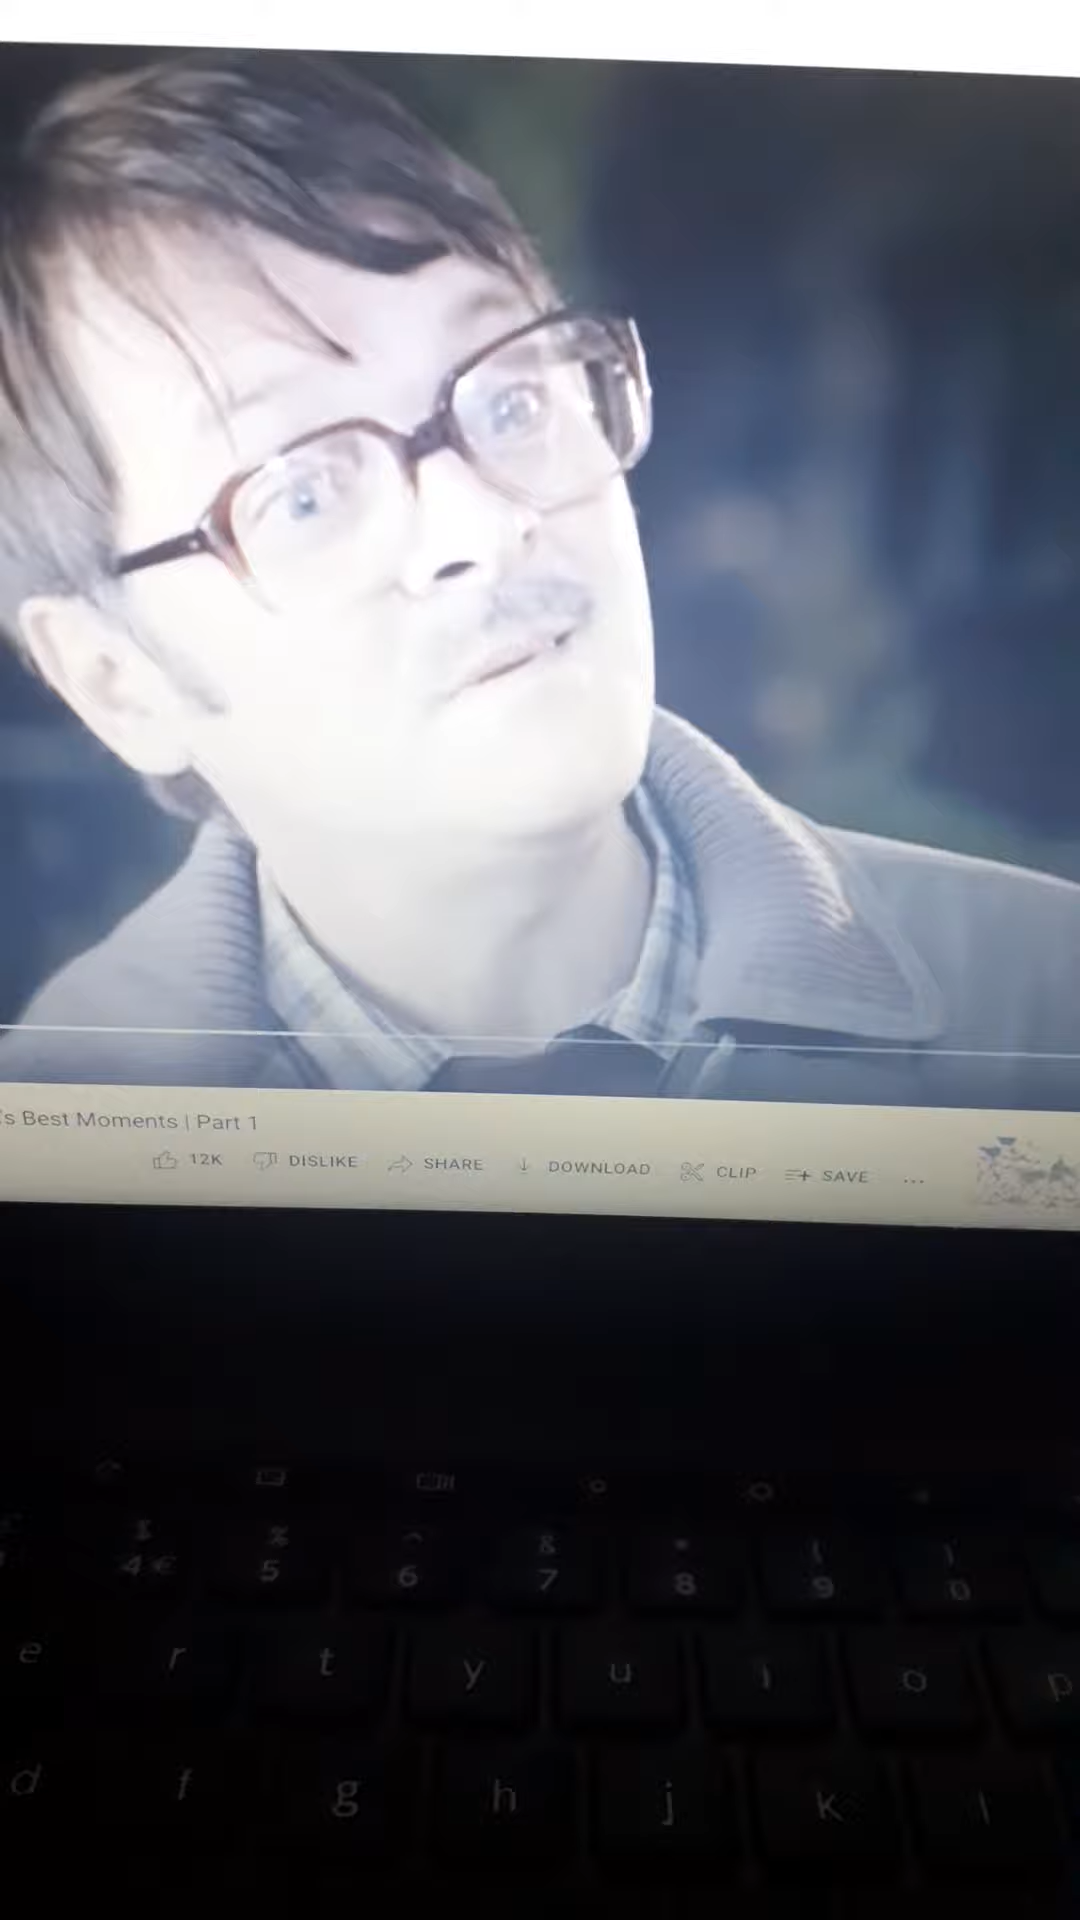 's Best Moments | Part 1
12K DISLIKE SHARE DOWNLOAD CLIP SAVE ...
$ % ^ & * ( )
4 € 5 6 7 8 9 0
e r t y u i o p
d f g h j k l